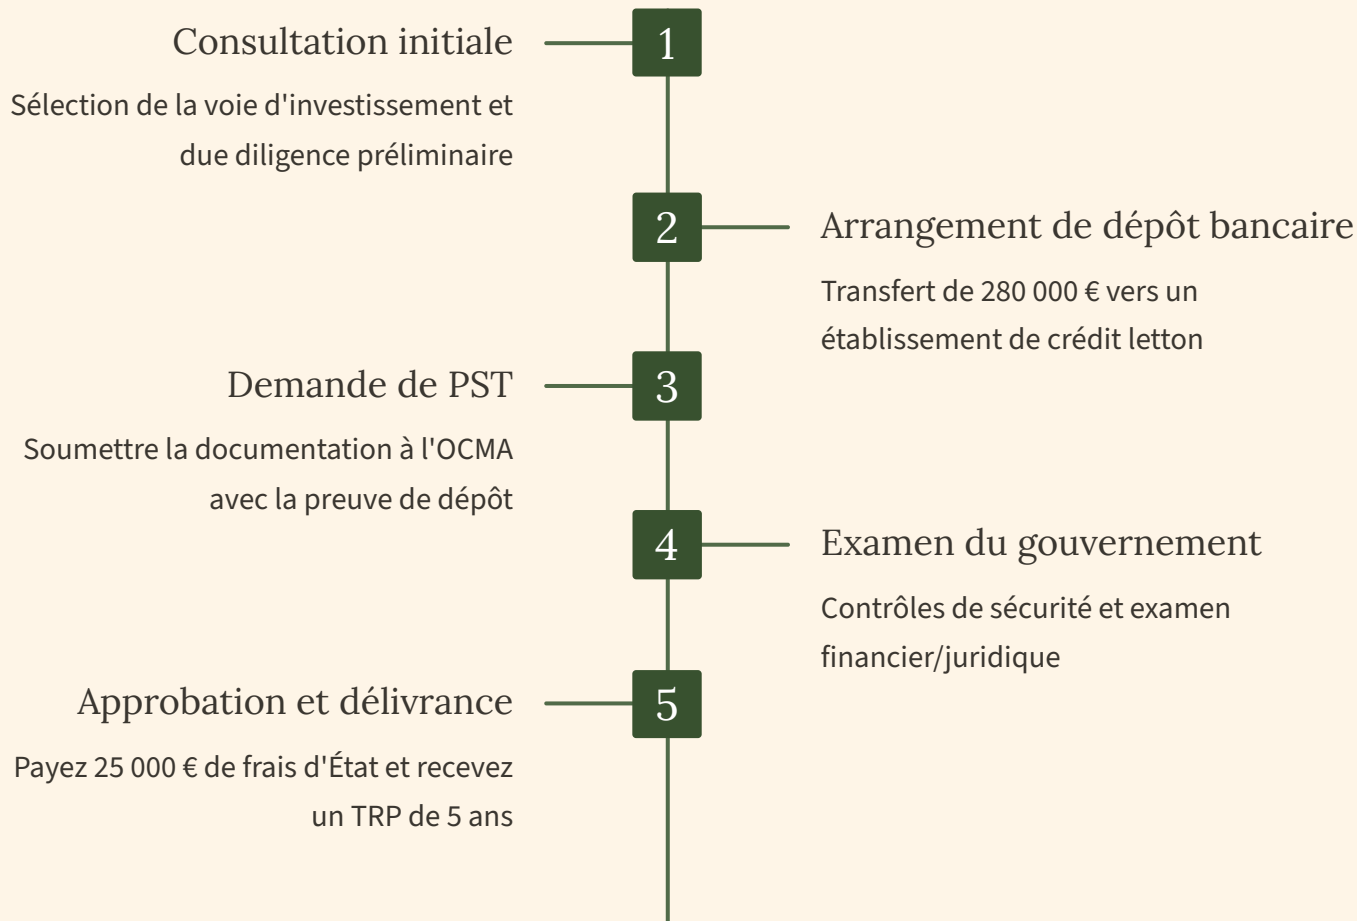 Consultation initiale
1
Sélection de la voie d'investissement et
due diligence préliminaire
2
Arrangement de dépôt bancaire
Transfert de 280 000 € vers un
établissement de crédit letton
Demande de PST
3
Soumettre la documentation à l'OCMA
avec la preuve de dépôt
4
Examen du gouvernement
Contrôles de sécurité et examen
financier/juridique
Approbation et délivrance
5
Payez 25 000 € de frais d'État et recevez
un TRP de 5 ans